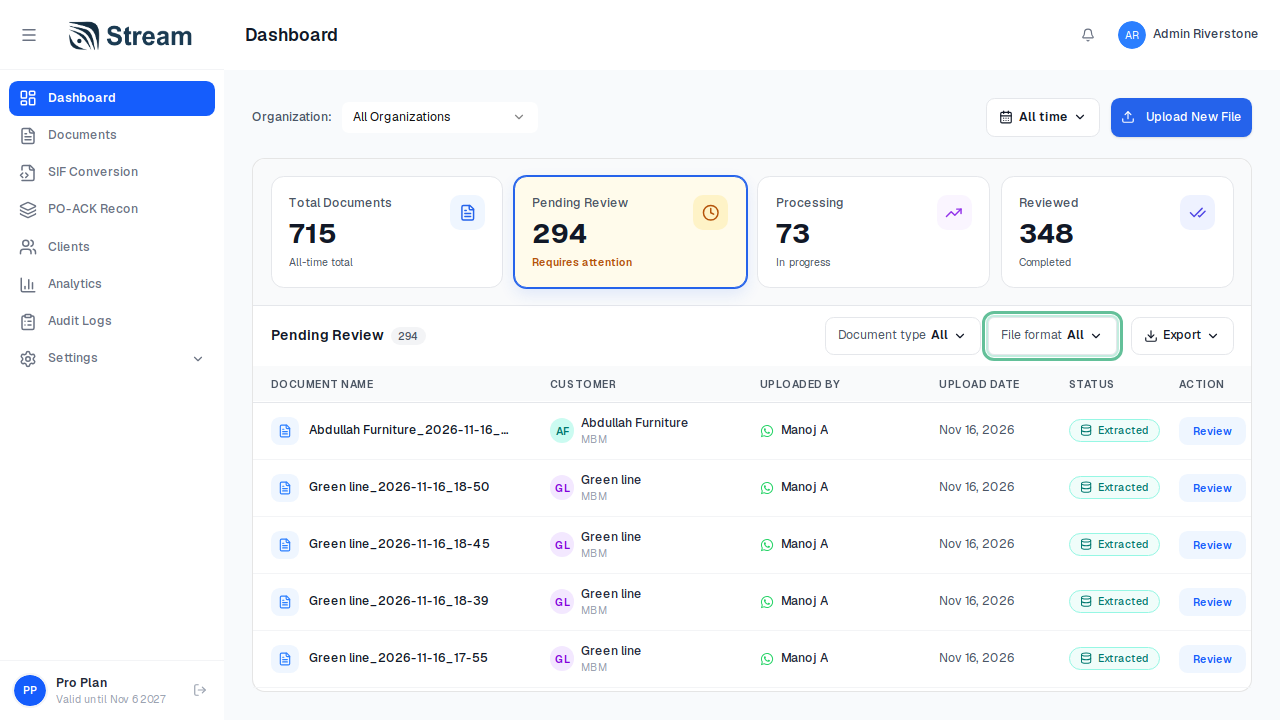 Stream
Dashboard
AR Admin Riverstone
Dashboard
Documents
SIF Conversion
PO-ACK Recon
Clients
Analytics
Audit Logs
Settings
PP
Pro Plan
Valid until Nov 6 2027
Organization: All Organizations
All time
Upload New File
Total Documents
715
All-time total
Pending Review
294
Requires attention
Processing
73
In progress
Reviewed
348
Completed
Pending Review 294
Document type All
File format All
Export
DOCUMENT NAME CUSTOMER UPLOADED BY UPLOAD DATE STATUS ACTION
Abdullah Furniture_2026-11-16_… AF Abdullah Furniture MBM Manoj A Nov 16, 2026 Extracted Review
Green line_2026-11-16_18-50 GL Green line MBM Manoj A Nov 16, 2026 Extracted Review
Green line_2026-11-16_18-45 GL Green line MBM Manoj A Nov 16, 2026 Extracted Review
Green line_2026-11-16_18-39 GL Green line MBM Manoj A Nov 16, 2026 Extracted Review
Green line_2026-11-16_17-55 GL Green line MBM Manoj A Nov 16, 2026 Extracted Review